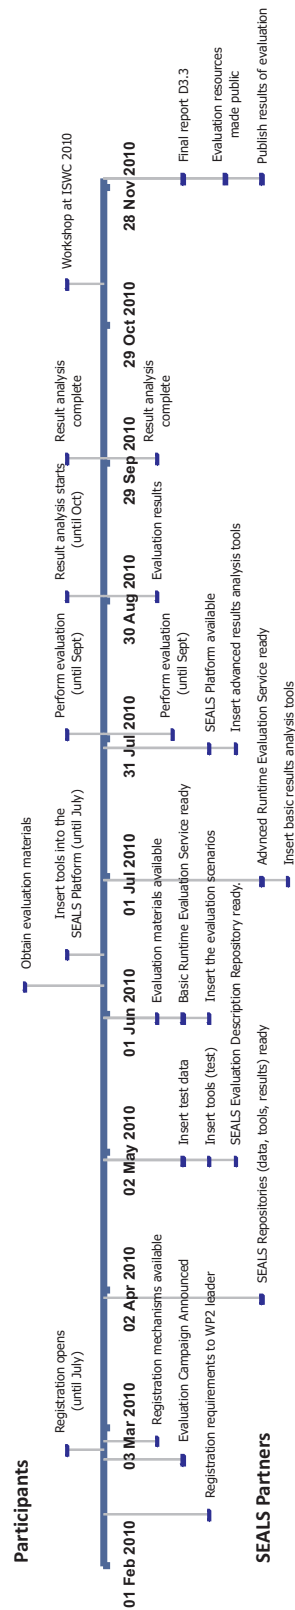 Participants
Obtain evaluation materials
Registration opens
(until July)
Insert tools into the
SEALS Platform (until July)
Perform evaluation
(until Sept)
Result analysis starts
(until Oct)
Result analysis
complete
Workshop at ISWC 2010
01 Feb 2010
03 Mar 2010
02 Apr 2010
02 May 2010
01 Jun 2010
01 Jul 2010
31 Jul 2010
30 Aug 2010
29 Sep 2010
29 Oct 2010
28 Nov 2010
Registration mechanisms available
Evaluation Campaign Announced
Registration requirements to WP2 leader
SEALS Repositories (data, tools, results) ready
Insert test data
Insert tools (test)
SEALS Evaluation Description Repository ready.
Evaluation materials available
Basic Runtime Evaluation Service ready
Insert the evaluation scenarios
Advnced Runtime Evaluation Service ready
Insert basic results analysis tools
Perform evaluation
(until Sept)
SEALS Platform available
Insert advanced results analysis tools
Evaluation results
Result analysis
complete
Final report D3.3
Evaluation resources
made public
Publish results of evaluation
SEALS Partners